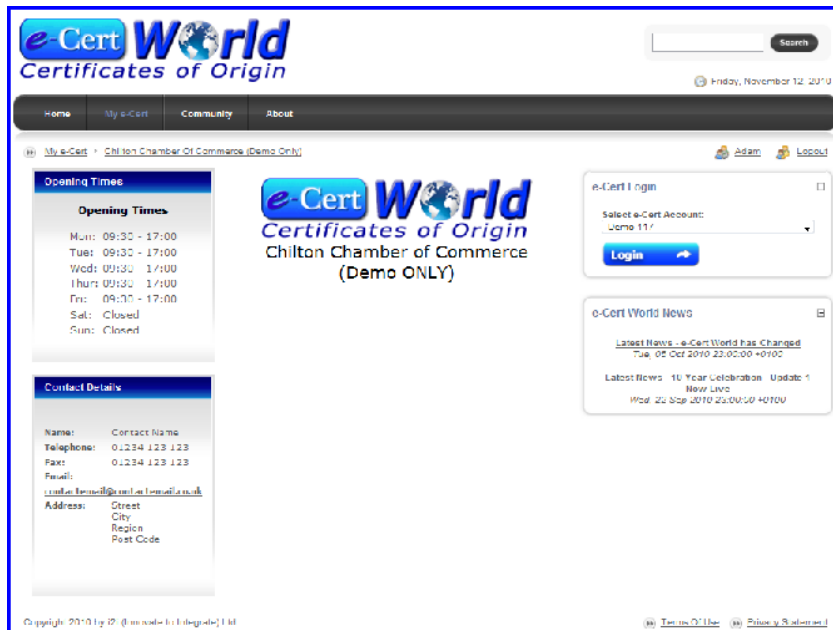 e-Cert World
Certificates of Origin
Search
Friday, November 12, 2010
Home My e-Cert Community About
My e-Cert Chilton Chamber Of Commerce (Demo Only)
Adam Logout
Opening Times
Opening Times
Mon: 09:30 - 17:00
Tue: 09:30 - 17:00
Wed: 09:30 - 17:00
Thur: 09:30 - 17:00
Fri: 09:30 - 17:00
Sat: Closed
Sun: Closed
Contact Details
Name: Contact Name
Telephone: 01234 123 123
Fax: 01234 123 123
Email:
contactemail@contactemail.co.uk
Address: Street
City
Region
Post Code
e-Cert World
Certificates of Origin
Chilton Chamber of Commerce
(Demo ONLY)
e-Cert Login
Select e-Cert Account:
Demo 117
Login
e-Cert World News
Latest News - e-Cert World has Changed
Tue, 05 Oct 2010 23:00:00 +0100
Latest News - 10 Year Celebration - Update 1
Now Live
Wed, 22 Sep 2010 23:00:00 +0100
Copyright 2010 by i2i (Innovate to Integrate) Ltd
Terms Of Use Privacy Statement